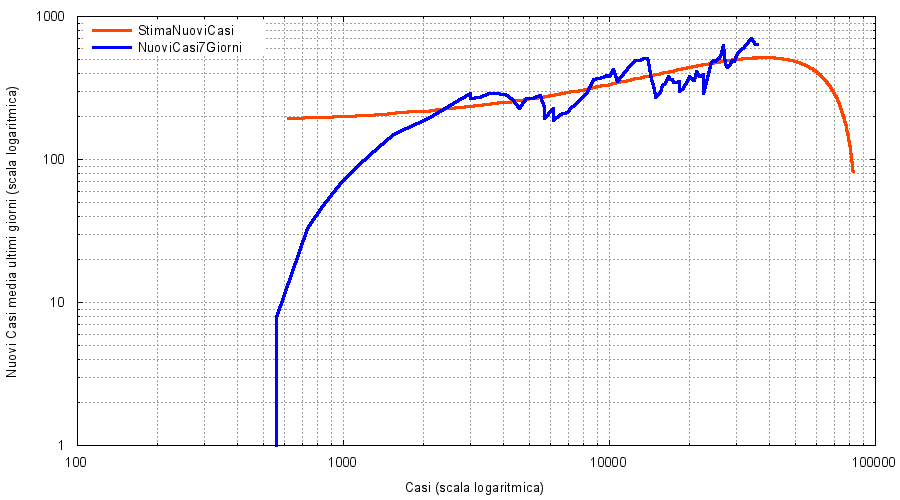 1000
StimaNuoviCasi
NuoviCasi7Giorni
100
10
1
100
1000
10000
100000
Nuovi Casi media ultimi giorni (scala logaritmica)
Casi (scala logaritmica)